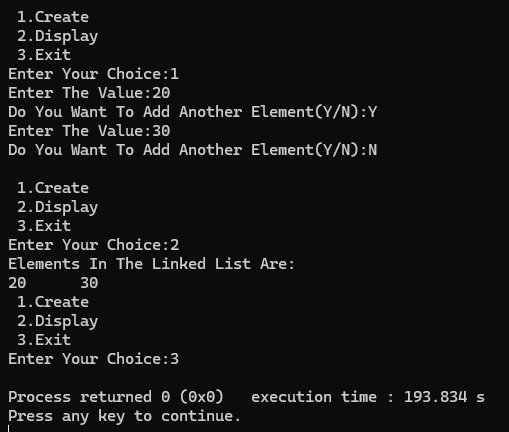 1.Create
2.Display
3.Exit
Enter Your Choice:1
Enter The Value:20
Do You Want To Add Another Element(Y/N):Y
Enter The Value:30
Do You Want To Add Another Element(Y/N):N
1.Create
2.Display
3.Exit
Enter Your Choice:2
Elements In The Linked List Are:
20      30
1.Create
2.Display
3.Exit
Enter Your Choice:3
Process returned 0 (0x0)   execution time : 193.834 s
Press any key to continue.